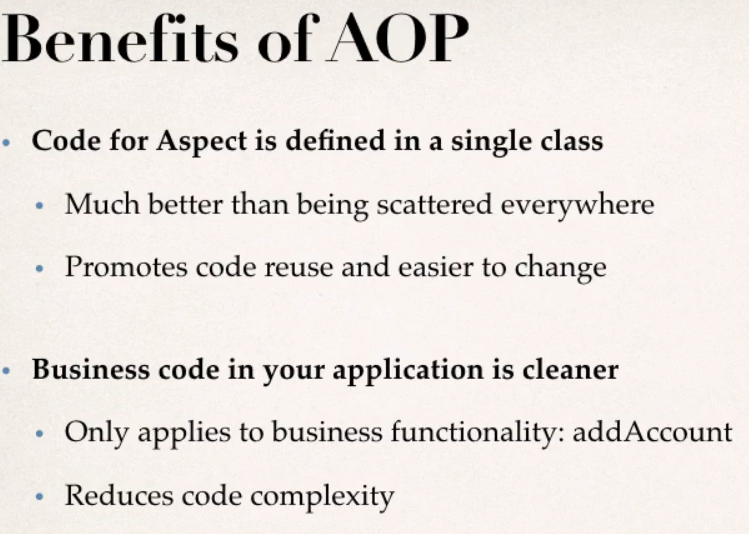 Benefits of AOP
• Code for Aspect is defined in a single class
• Much better than being scattered everywhere
• Promotes code reuse and easier to change
• Business code in your application is cleaner
• Only applies to business functionality: addAccount
• Reduces code complexity